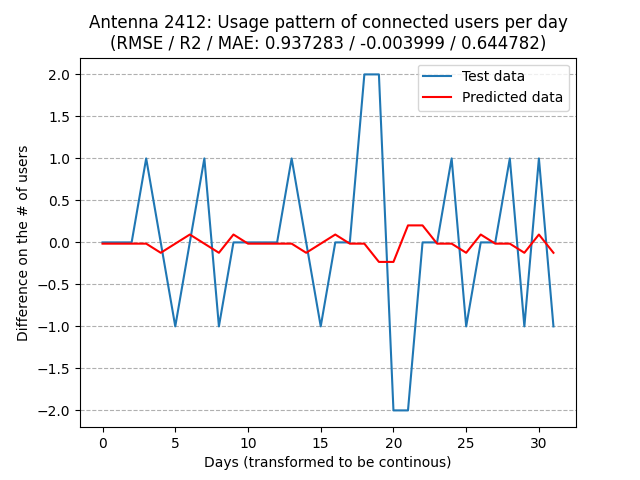 Antenna 2412: Usage pattern of connected users per day
(RMSE / R2 / MAE: 0.937283 / -0.003999 / 0.644782)
Test data
Predicted data
2.0
1.5
1.0
0.5
0.0
−0.5
−1.0
−1.5
−2.0
Difference on the # of users
0 5 10 15 20 25 30
Days (transformed to be continous)